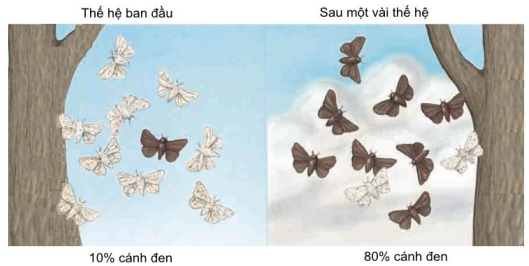 Thế hệ ban đầu
Sau một vài thế hệ
10% cánh đen
80% cánh đen